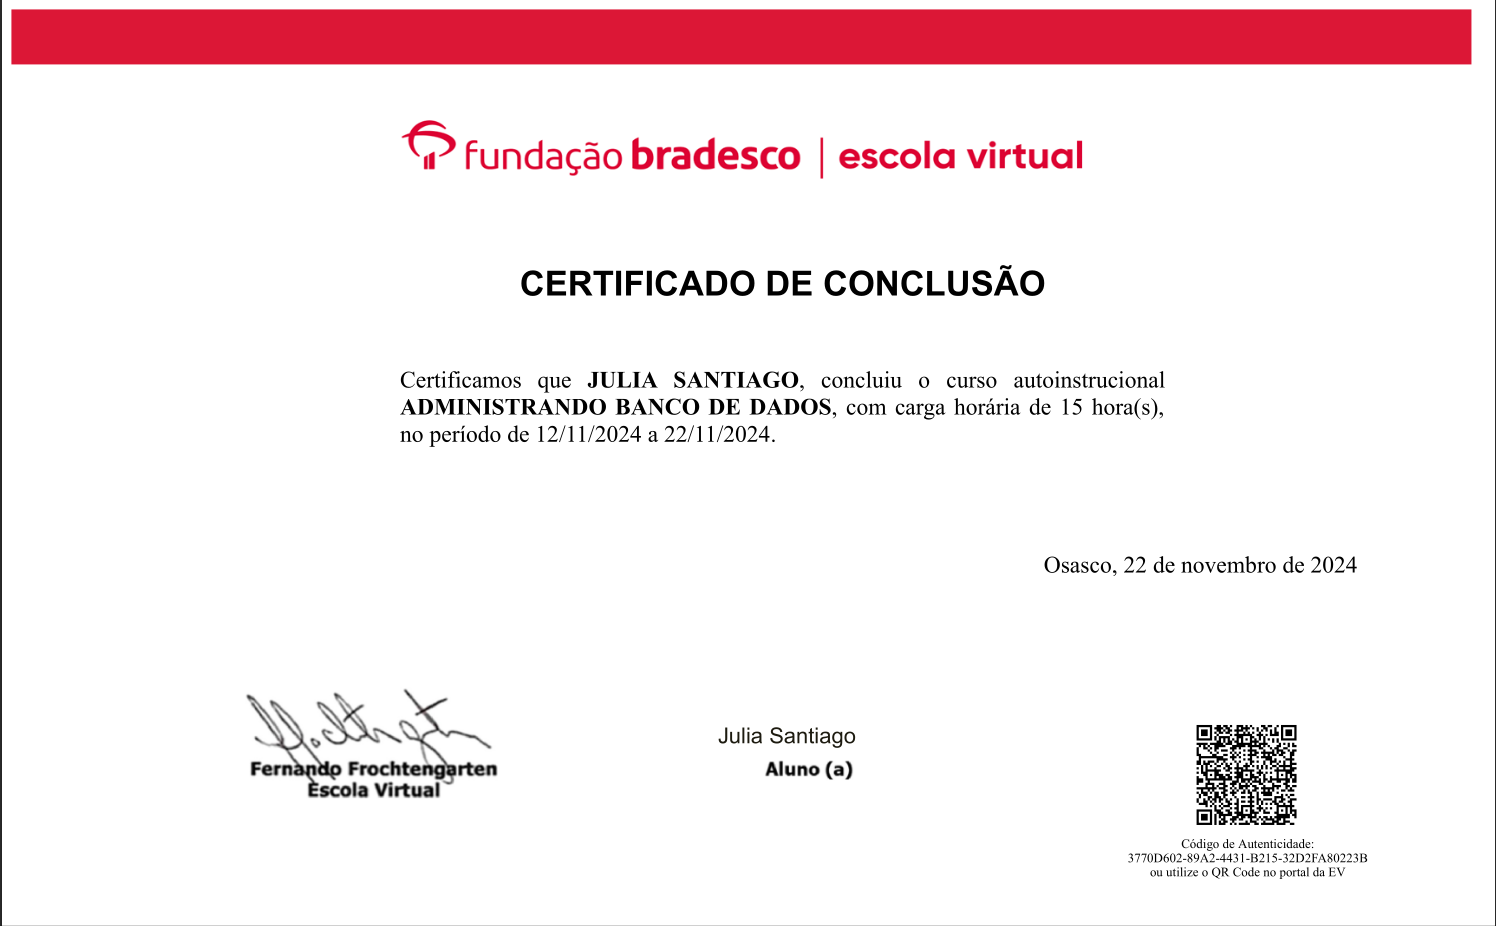 fundação bradesco | escola virtual
CERTIFICADO DE CONCLUSÃO
Certificamos que JULIA SANTIAGO, concluiu o curso autoinstrucional
ADMINISTRANDO BANCO DE DADOS, com carga horária de 15 hora(s),
no período de 12/11/2024 a 22/11/2024.
Osasco, 22 de novembro de 2024
Fernando Frochtengarten
Escola Virtual
Julia Santiago
Aluno (a)
Código de Autenticidade:
3770D602-89A2-4431-B215-32D2FA80223B
ou utilize o QR Code no portal da EV